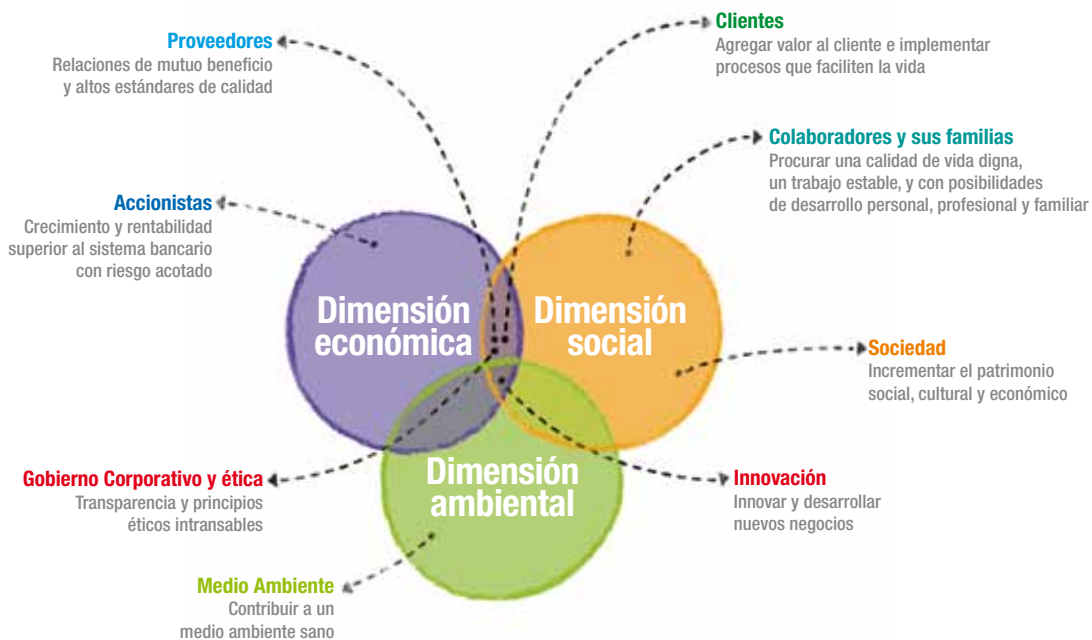 Proveedores
Relaciones de mutuo beneficio
y altos estándares de calidad
Clientes
Agregar valor al cliente e implementar
procesos que faciliten la vida
Colaboradores y sus familias
Procurar una calidad de vida digna,
un trabajo estable, y con posibilidades
de desarrollo personal, profesional y familiar
Accionistas
Crecimiento y rentabilidad
superior al sistema bancario
con riesgo acotado
Dimensión
económica
Dimensión
social
Sociedad
Incrementar el patrimonio
social, cultural y económico
Dimensión
ambiental
Gobierno Corporativo y ética
Transparencia y principios
éticos intransables
Innovación
Innovar y desarrollar
nuevos negocios
Medio Ambiente
Contribuir a un
medio ambiente sano